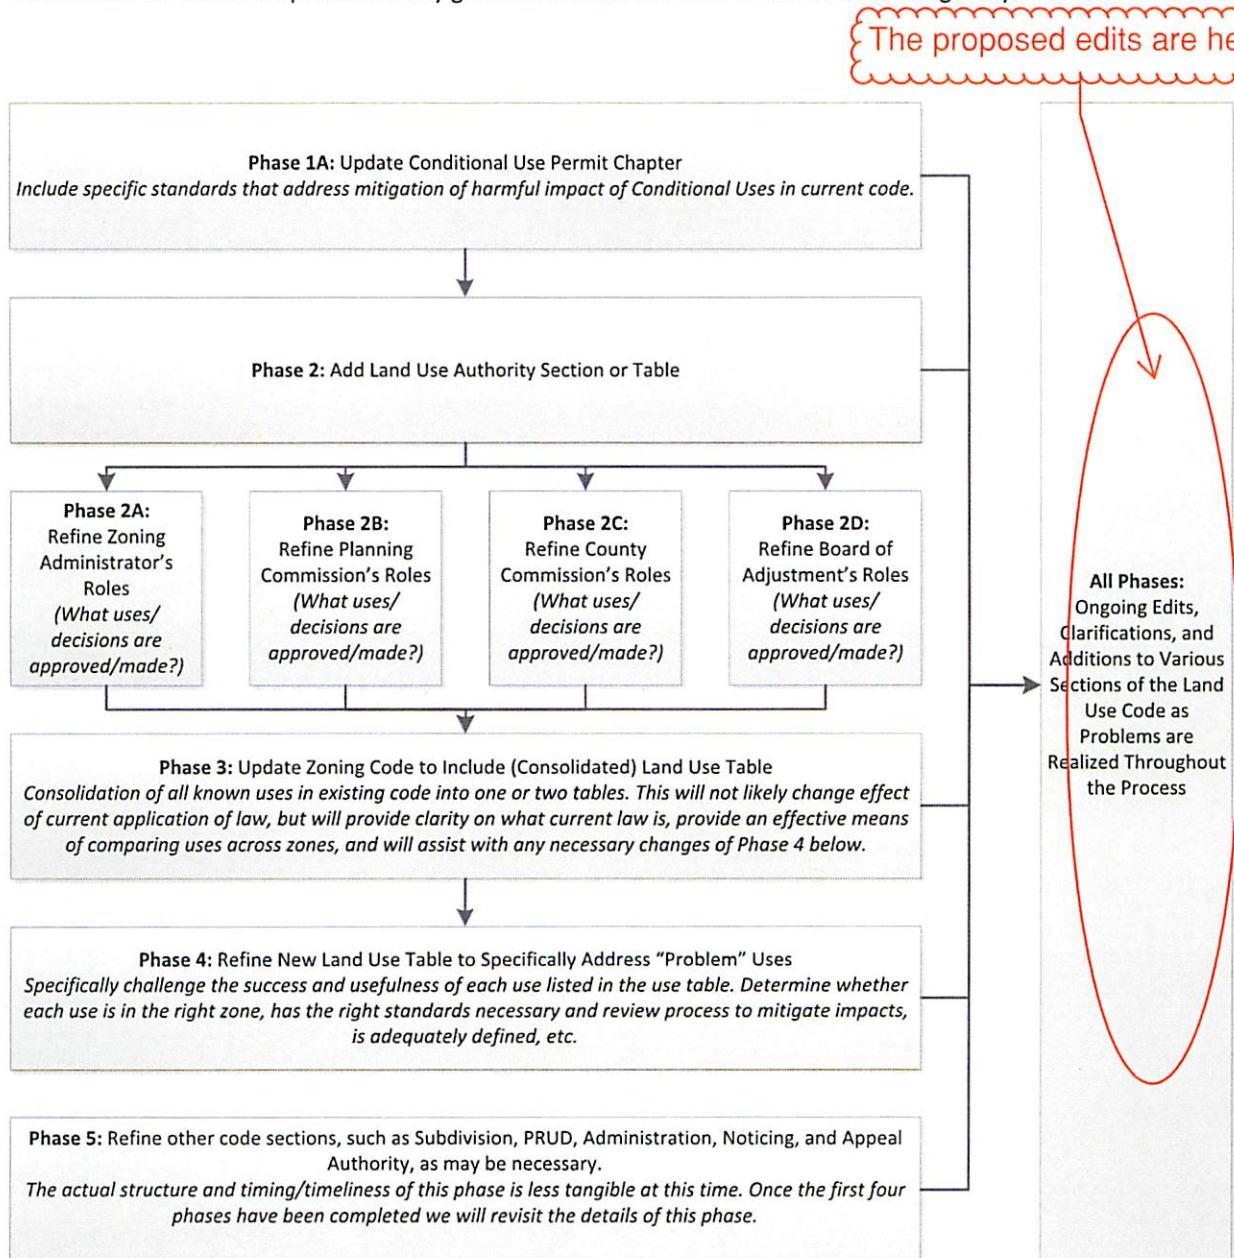 The proposed edits are he
Phase 1A: Update Conditional Use Permit Chapter
Include specific standards that address mitigation of harmful impact of Conditional Uses in current code.
Phase 2: Add Land Use Authority Section or Table
Phase 2A:
Refine Zoning
Administrator's
Roles
(What uses/
decisions are
approved/made?)
Phase 2B:
Refine Planning
Commission's Roles
(What uses/
decisions are
approved/made?)
Phase 2C:
Refine County
Commission's Roles
(What uses/
decisions are
approved/made?)
Phase 2D:
Refine Board of
Adjustment's Roles
(What uses/
decisions are
approved/made?)
All Phases:
Ongoing Edits,
Clarifications, and
Additions to Various
Sections of the Land
Use Code as
Problems are
Realized Throughout
the Process
Phase 3: Update Zoning Code to Include (Consolidated) Land Use Table
Consolidation of all known uses in existing code into one or two tables. This will not likely change effect
of current application of law, but will provide clarity on what current law is, provide an effective means
of comparing uses across zones, and will assist with any necessary changes of Phase 4 below.
Phase 4: Refine New Land Use Table to Specifically Address "Problem" Uses
Specifically challenge the success and usefulness of each use listed in the use table. Determine whether
each use is in the right zone, has the right standards necessary and review process to mitigate impacts,
is adequately defined, etc.
Phase 5: Refine other code sections, such as Subdivision, PRUD, Administration, Noticing, and Appeal
Authority, as may be necessary.
The actual structure and timing/timeliness of this phase is less tangible at this time. Once the first four
phases have been completed we will revisit the details of this phase.